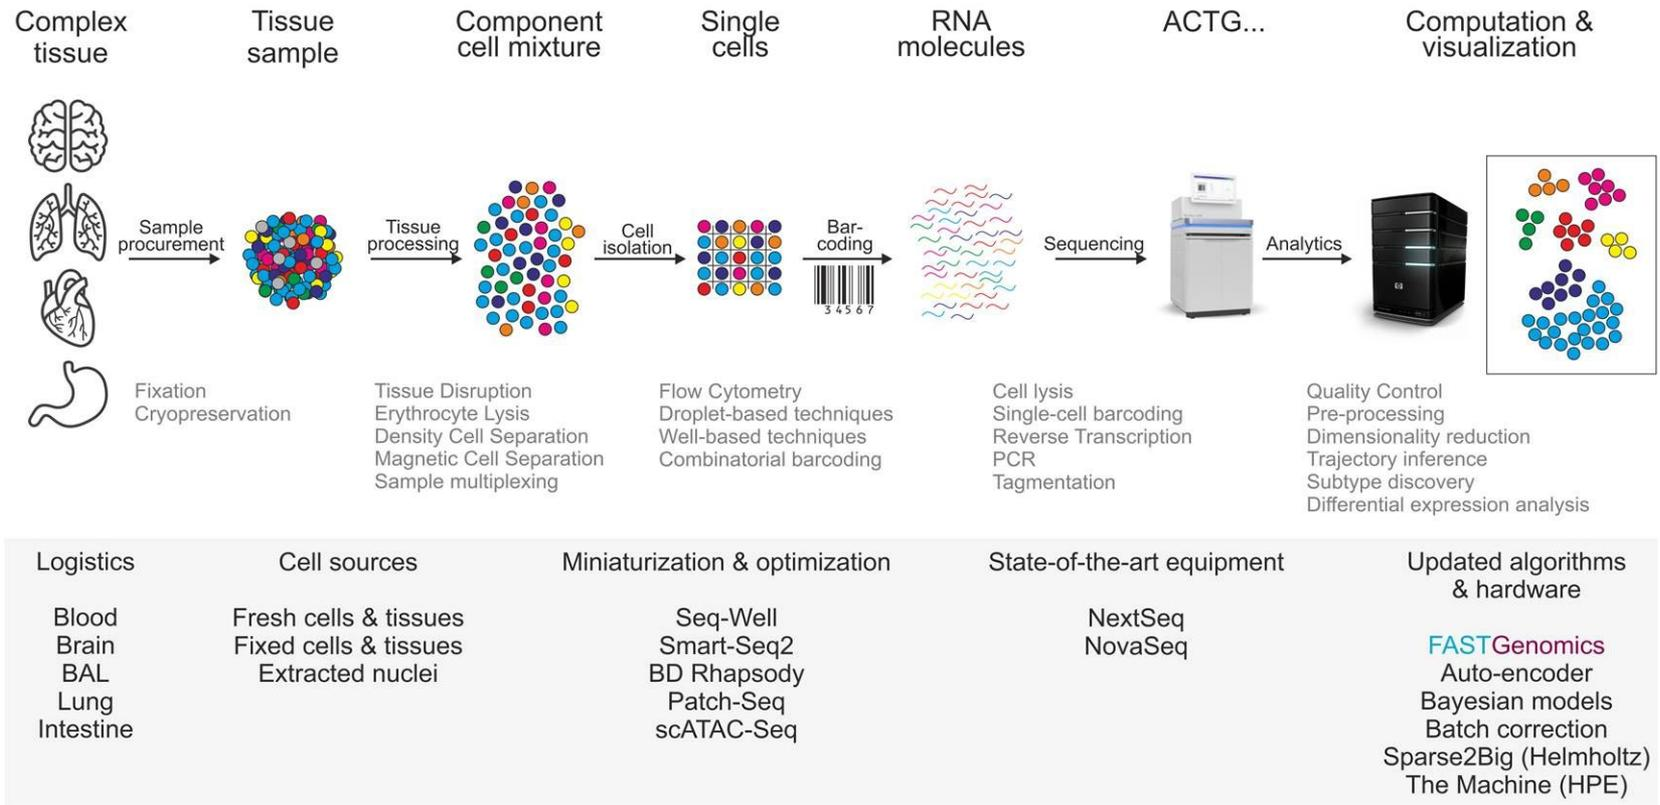 Complex
tissue
Tissue
sample
Component
cell mixture
Single
cells
RNA
molecules
ACTG...
Computation &
visualization
Sample
procurement
Tissue
processing
Cell
isolation
Bar-
coding
3 4 5 6 7
Sequencing
Analytics
Fixation
Cryopreservation
Tissue Disruption
Erythrocyte Lysis
Density Cell Separation
Magnetic Cell Separation
Sample multiplexing
Flow Cytometry
Droplet-based techniques
Well-based techniques
Combinatorial barcoding
Cell lysis
Single-cell barcoding
Reverse Transcription
PCR
Tagmentation
Quality Control
Pre-processing
Dimensionality reduction
Trajectory inference
Subtype discovery
Differential expression analysis
Logistics
Blood
Brain
BAL
Lung
Intestine
Cell sources
Fresh cells & tissues
Fixed cells & tissues
Extracted nuclei
Miniaturization & optimization
Seq-Well
Smart-Seq2
BD Rhapsody
Patch-Seq
scATAC-Seq
State-of-the-art equipment
NextSeq
NovaSeq
Updated algorithms
& hardware
FASTGenomics
Auto-encoder
Bayesian models
Batch correction
Sparse2Big (Helmholtz)
The Machine (HPE)